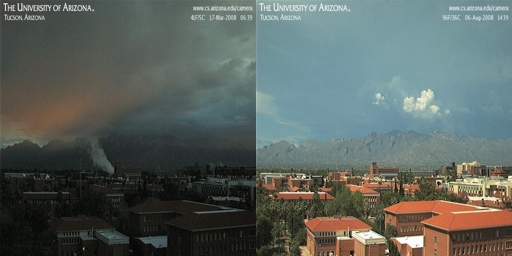 THE UNIVERSITY OF ARIZONA.
www.cs.arizona.edu/camera
TUCSON, ARIZONA
41F/5C 17-Mar-2008 06:39
THE UNIVERSITY OF ARIZONA.
www.cs.arizona.edu/camera
TUCSON, ARIZONA
96F/36C 06-Aug-2008 14:39